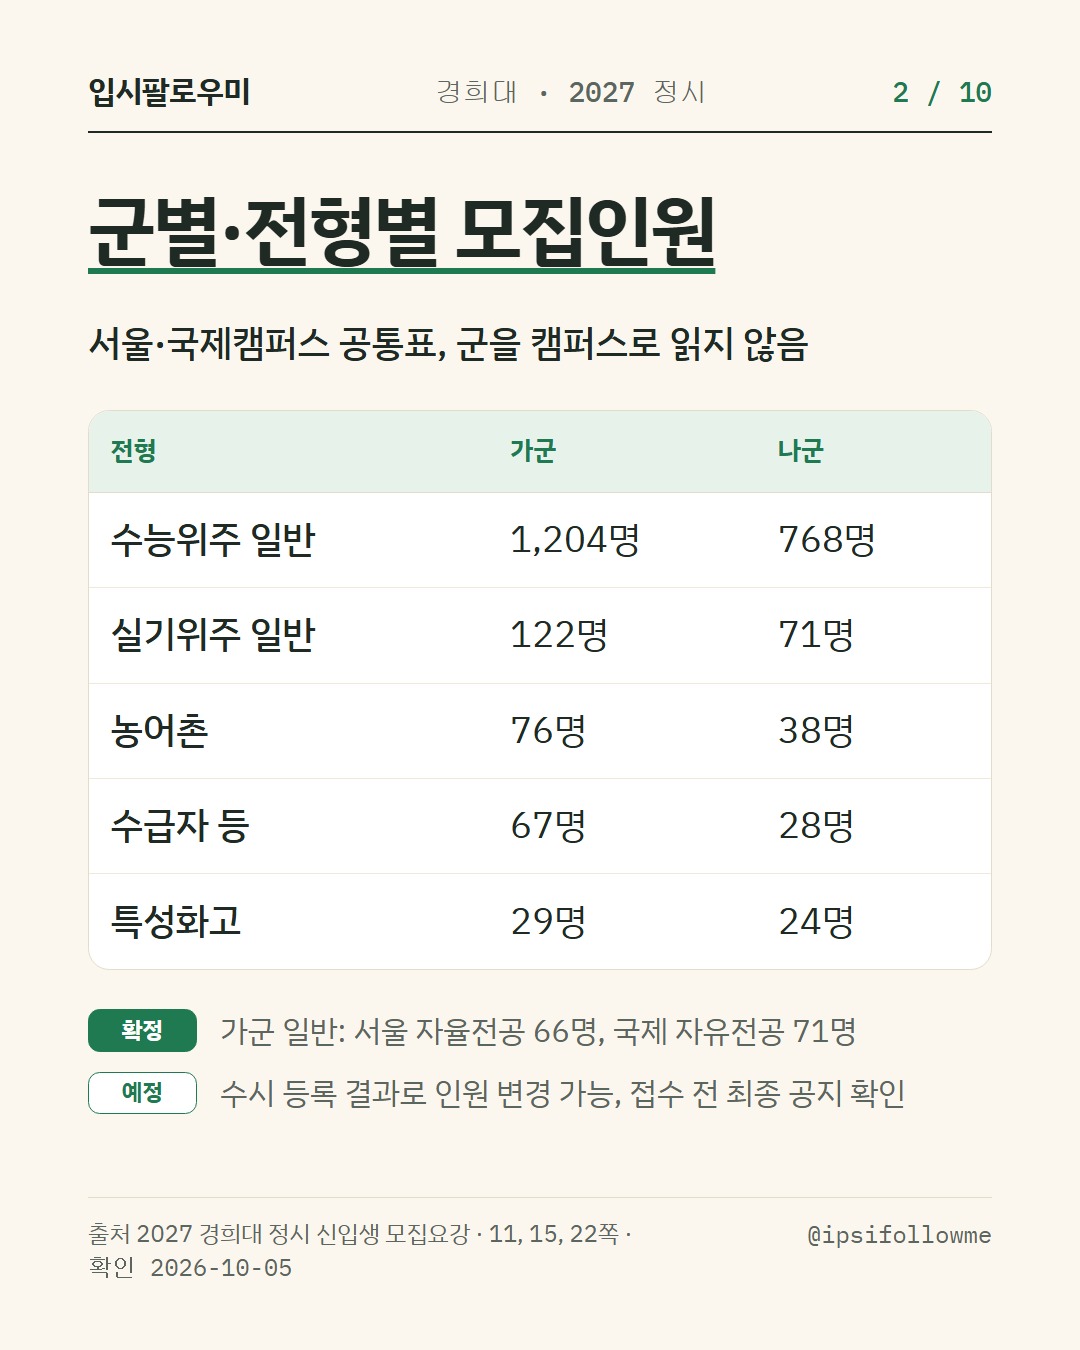 입시팔로우미 경희대 · 2027 정시 2 / 10
군별·전형별 모집인원
서울·국제캠퍼스 공통표, 군을 캠퍼스로 읽지 않음
전형 가군 나군
수능위주 일반 1,204명 768명
실기위주 일반 122명 71명
농어촌 76명 38명
수급자 등 67명 28명
특성화고 29명 24명
확정 가군 일반: 서울 자율전공 66명, 국제 자유전공 71명
예정 수시 등록 결과로 인원 변경 가능, 접수 전 최종 공지 확인
출처 2027 경희대 정시 신입생 모집요강 · 11, 15, 22쪽 · @ipsifollowme
확인 2026-10-05